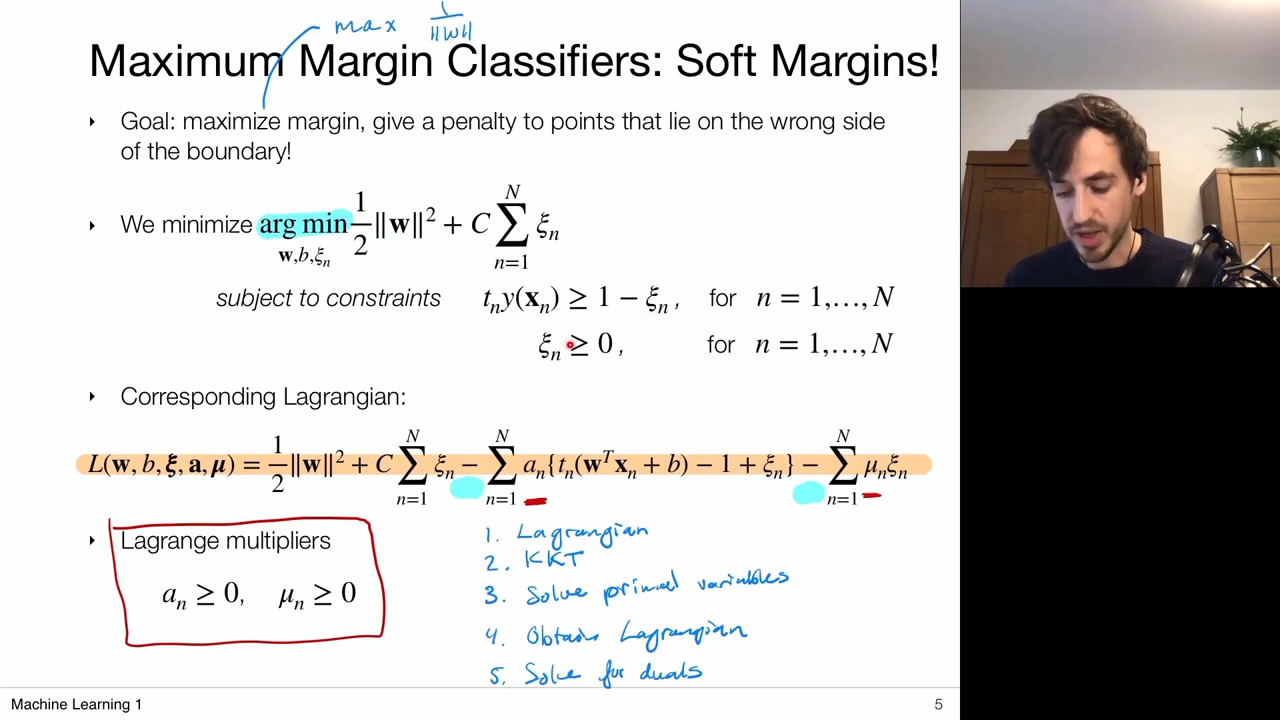 max 1/||w||
Maximum Margin Classifiers: Soft Margins!
‣ Goal: maximize margin, give a penalty to points that lie on the wrong side
of the boundary!
‣ We minimize arg min_{w,b,ξ_n} 1/2 ||w||² + C ∑_{n=1}^{N} ξ_n
subject to constraints t_n y(x_n) ≥ 1 − ξ_n , for n = 1,…,N
ξ_n ≥ 0 , for n = 1,…,N
‣ Corresponding Lagrangian:
L(w, b, ξ, a, μ) = 1/2 ||w||² + C ∑_{n=1}^{N} ξ_n − ∑_{n=1}^{N} a_n{t_n(w^T x_n + b) − 1 + ξ_n} − ∑_{n=1}^{N} μ_n ξ_n
‣ Lagrange multipliers
a_n ≥ 0, μ_n ≥ 0
1. Lagrangian
2. KKT
3. Solve primal variables
4. Obtain Lagrangian
5. Solve for duals
Machine Learning 1
5